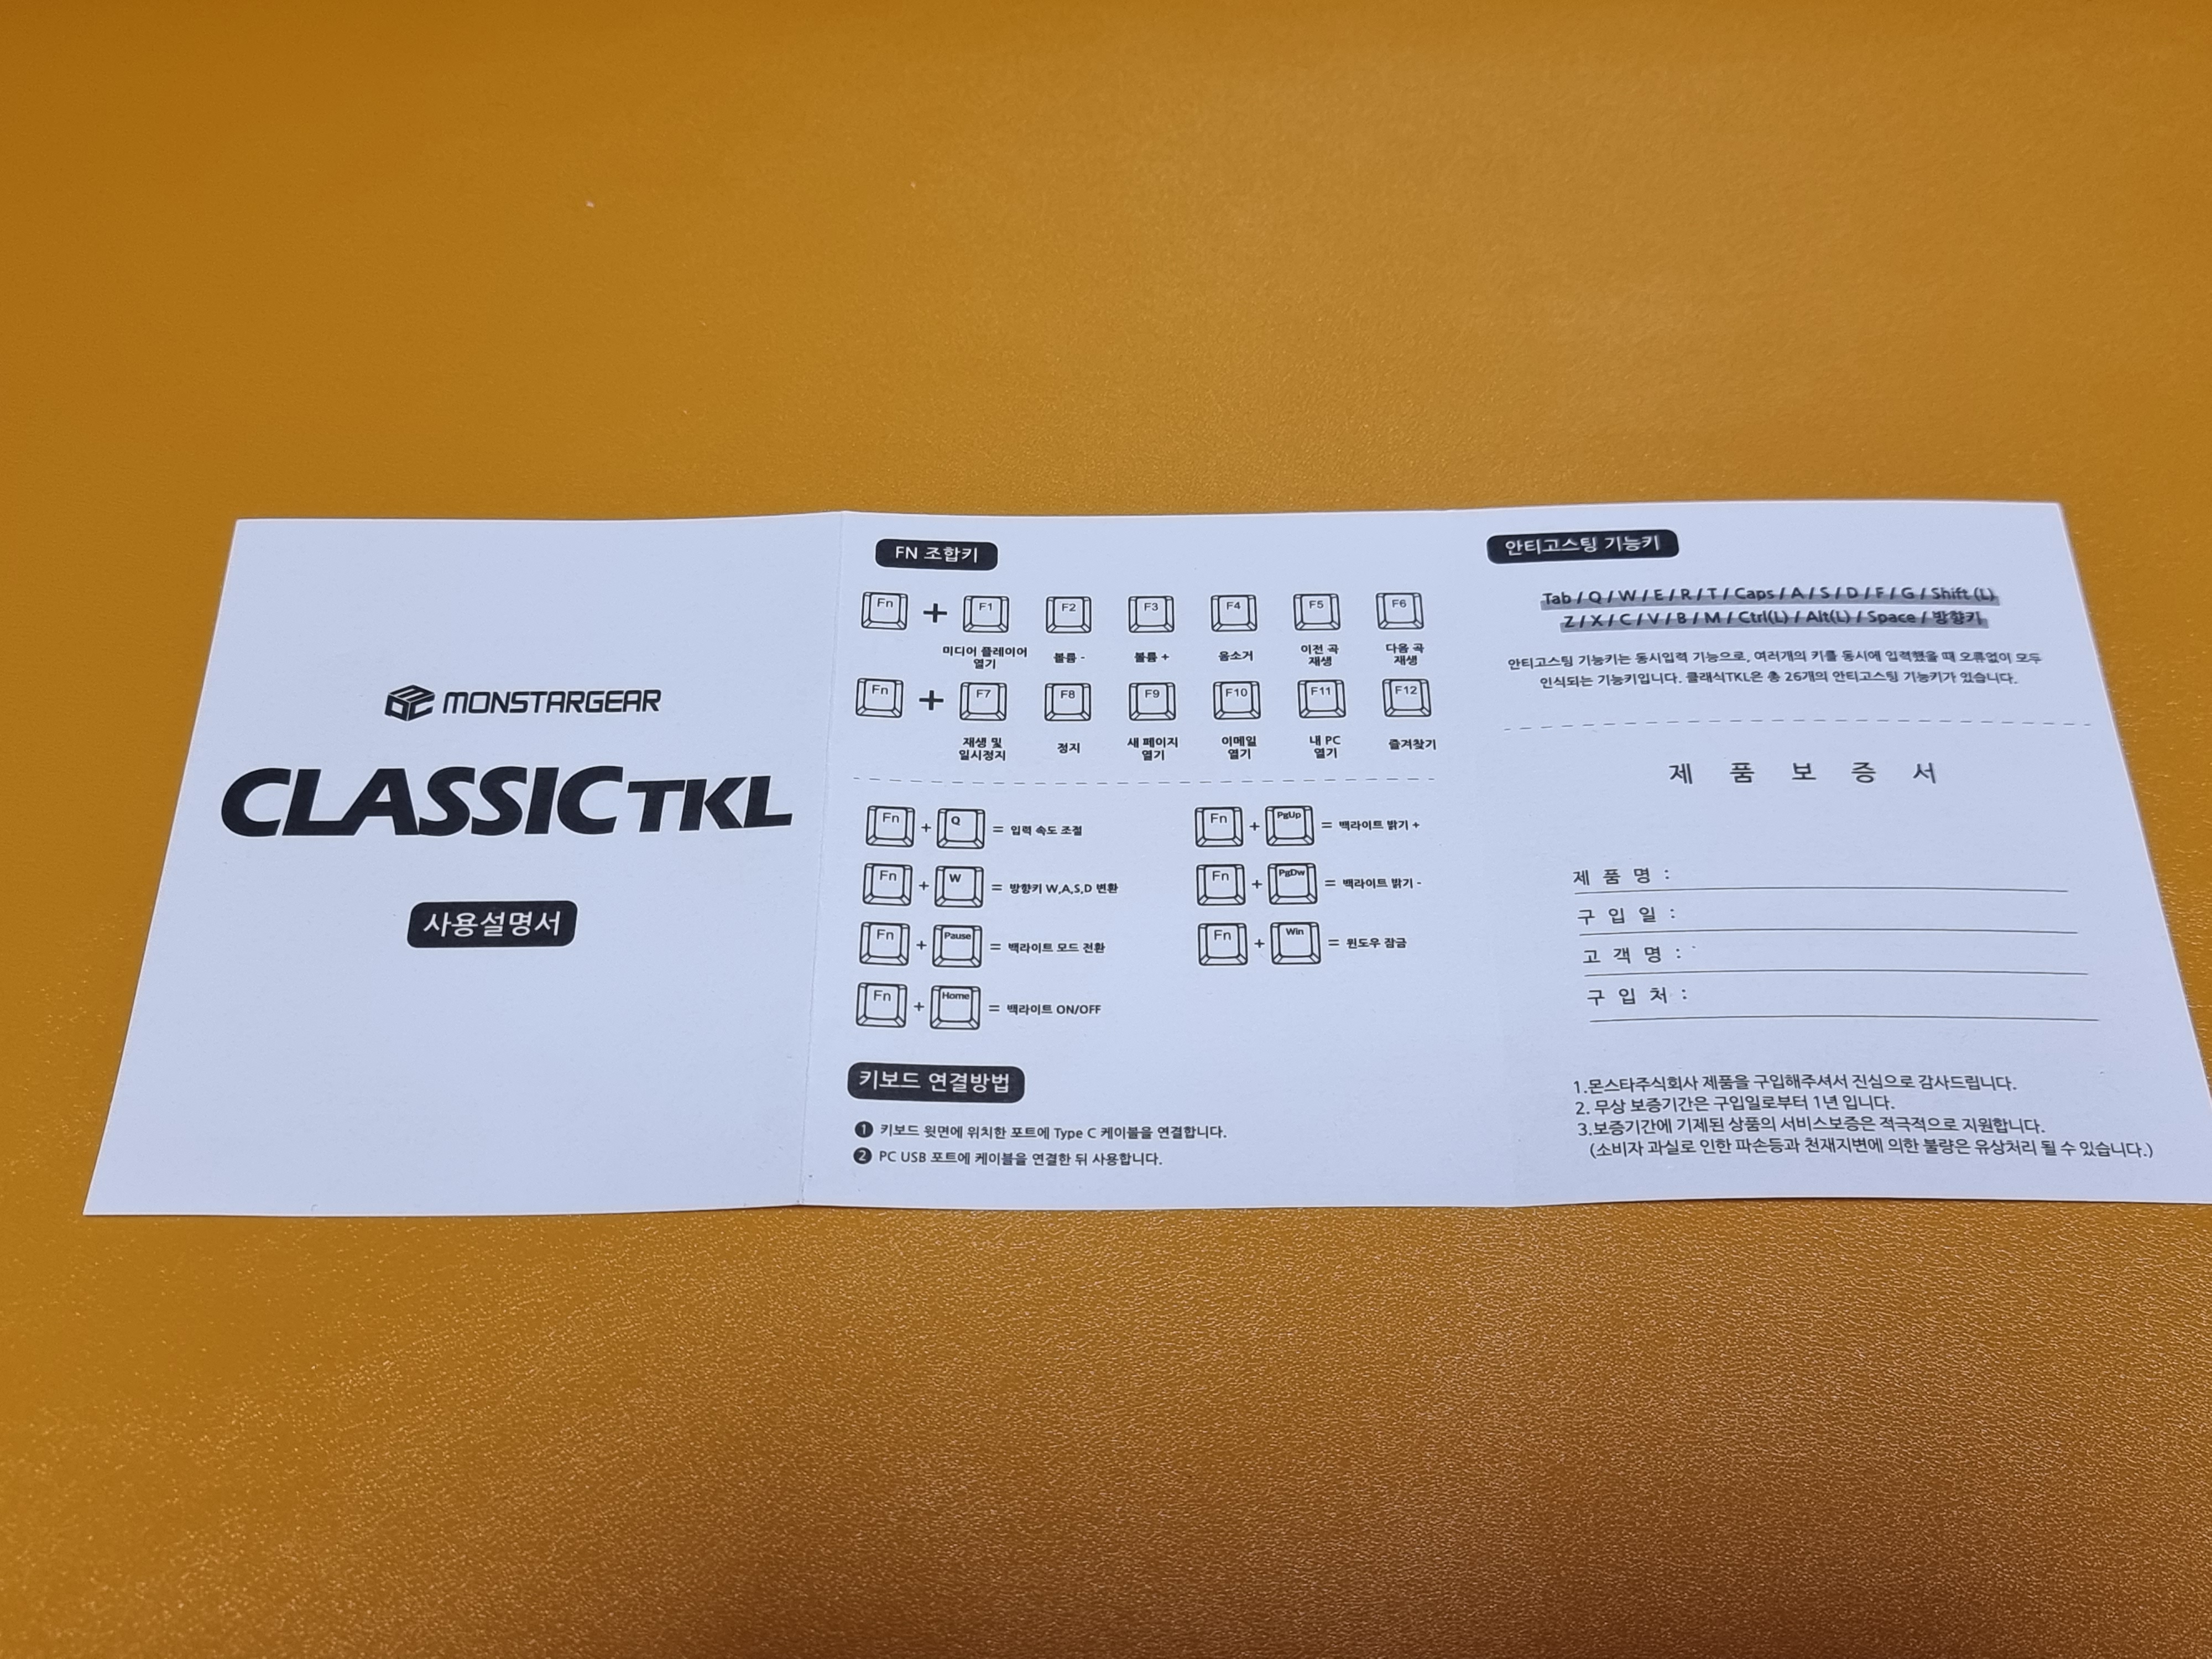 MONSTARGEAR
CLASSIC TKL
사용설명서
FN 조합키
Fn + F1 F2 F3 F4 F5 F6
미디어 플레이어 열기 볼륨 - 볼륨 + 음소거 이전 곡 재생 다음 곡 재생
Fn + F7 F8 F9 F10 F11 F12
재생 및 일시정지 정지 새 페이지 열기 이메일 열기 내 PC 열기 즐겨찾기
Fn + Q = 입력 속도 조절
Fn + W = 방향키 W,A,S,D 변환
Fn + Pause = 백라이트 모드 전환
Fn + Home = 백라이트 ON/OFF
Fn + PgUp = 백라이트 밝기 +
Fn + PgDw = 백라이트 밝기 -
Fn + Win = 윈도우 잠금
키보드 연결방법
1 키보드 윗면에 위치한 포트에 Type C 케이블을 연결합니다.
2 PC USB 포트에 케이블을 연결한 뒤 사용합니다.
안티고스팅 기능키
Tab / Q / W / E / R / T / Caps / A / S / D / F / G / Shift (L)
Z / X / C / V / B / M / Ctrl(L) / Alt(L) / Space / 방향키
안티고스팅 기능키는 동시입력 기능으로, 여러개의 키를 동시에 입력했을 때 오류없이 모두
인식되는 기능키입니다. 클래식TKL은 총 26개의 안티고스팅 기능키가 있습니다.
제 품 보 증 서
제 품 명 :
구 입 일 :
고 객 명 :
구 입 처 :
1.몬스타주식회사 제품을 구입해주셔서 진심으로 감사드립니다.
2. 무상 보증기간은 구입일로부터 1년 입니다.
3.보증기간에 기제된 상품의 서비스보증은 적극적으로 지원합니다.
(소비자 과실로 인한 파손등과 천재지변에 의한 불량은 유상처리 될 수 있습니다.)